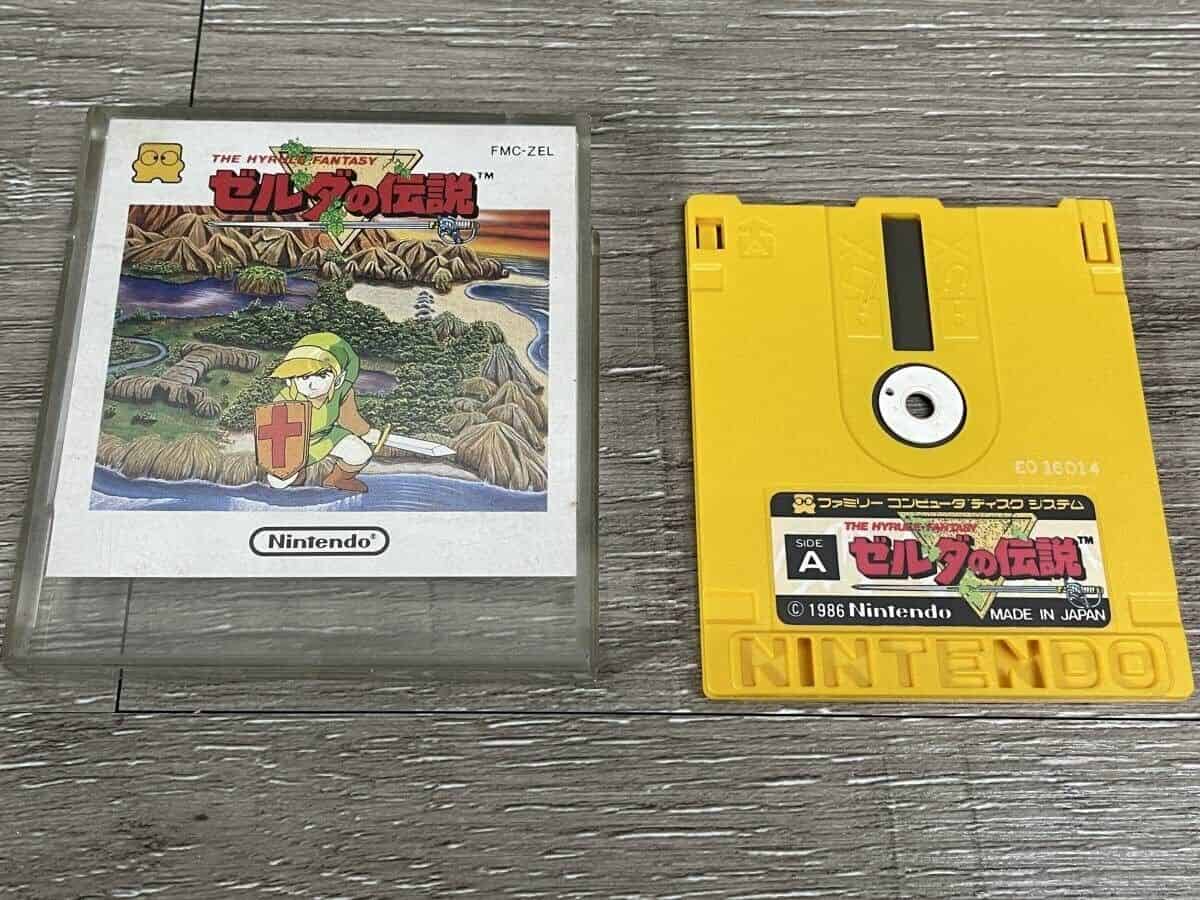 FMC-ZEL
THE HYRULE FANTASY
ゼルダの伝説™
Nintendo®
E0 16014
ファミリー コンピュータ ディスク システム
THE HYRULE FANTASY
SIDE
A
ゼルダの伝説™
© 1986 Nintendo
MADE IN JAPAN
NINTENDO